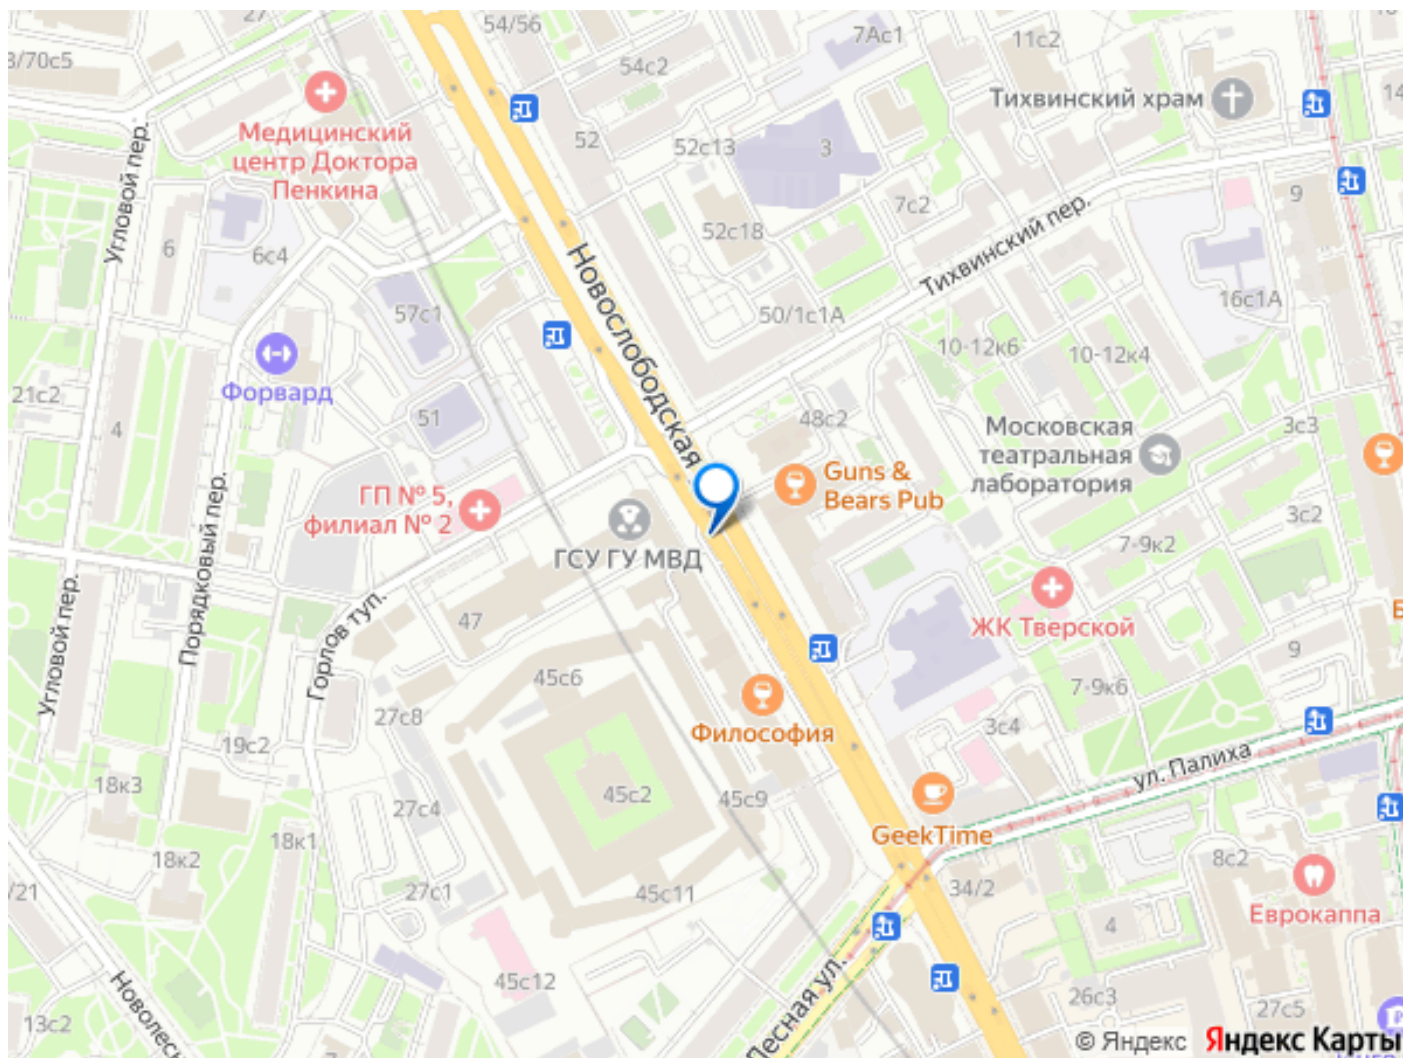 27
54/56
3/70с5
54с2
7Ас1
11с2
14
Тихвинский храм
Медицинский
центр Доктора
Пенкина
52
52с13
3
Угловой пер.
6
6с4
52с18
7с2
9
Тихвинский пер.
Новослободская
57с1
50/1с1А
16с1А
10-12к6
10-12к4
Форвард
21с2
4
51
48с2
3с3
Московская
театральная
лаборатория
Guns &
Bears Pub
ГП № 5,
филиал № 2
ГСУ ГУ МВД
3с2
7-9к2
Порядковый пер.
Угловой пер.
Горлов туп.
47
ЖК Тверской
9
45с6
7-9к6
27с8
Философия
3с4
19с2
ул. Палиха
18к3
27с4
45с2
45с9
GeekTime
18к1
18к2
8с2
/21
27с1
45с11
34/2
Еврокаппа
4
45с12
Лесная ул.
Новолесн
13с2
26с3
27с5
© Яндекс
Яндекс Карты